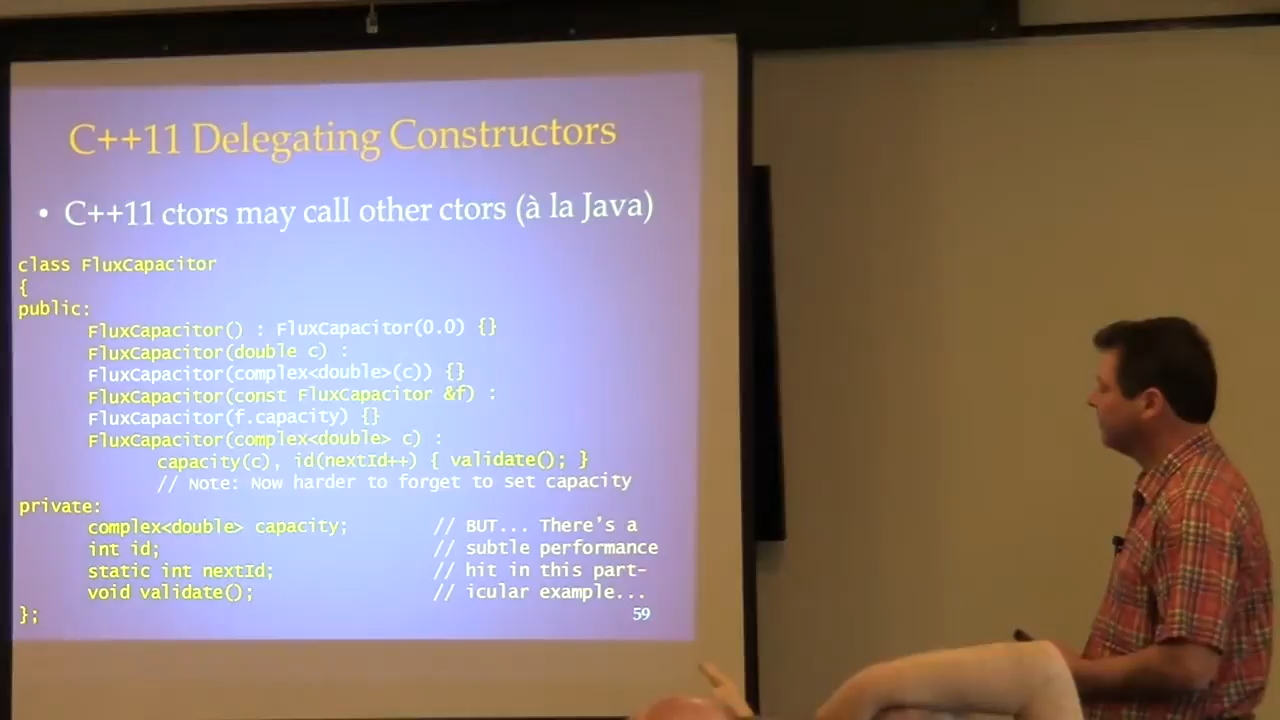 C++11 Delegating Constructors
• C++11 ctors may call other ctors (à la Java)
class FluxCapacitor
{
public:
FluxCapacitor() : FluxCapacitor(0.0) {}
FluxCapacitor(double c) :
FluxCapacitor(complex<double>(c)) {}
FluxCapacitor(const FluxCapacitor &f) :
FluxCapacitor(f.capacity) {}
FluxCapacitor(complex<double> c) :
capacity(c), id(nextId++) { validate(); }
// Note: Now harder to forget to set capacity
private:
complex<double> capacity; // BUT... There's a
int id; // subtle performance
static int nextId; // hit in this part-
void validate(); // icular example...
};
59